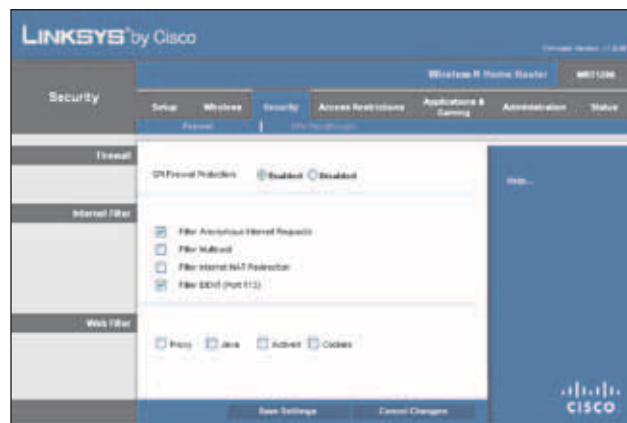 LINKSYS® by Cisco
Wireless-N Home Router
Security
Setup Wireless Security Access Restrictions Applications & Gaming Administration Status
Firewall
Firewall
SPI Firewall Protection: Enabled Disabled
Help...
Internet Filter
Filter Anonymous Internet Requests
Filter Multicast
Filter Internet NAT Redirection
Filter IDENT (Port 113)
Web Filter
Proxy Java ActiveX Cookies
Save Settings Cancel Changes
CISCO